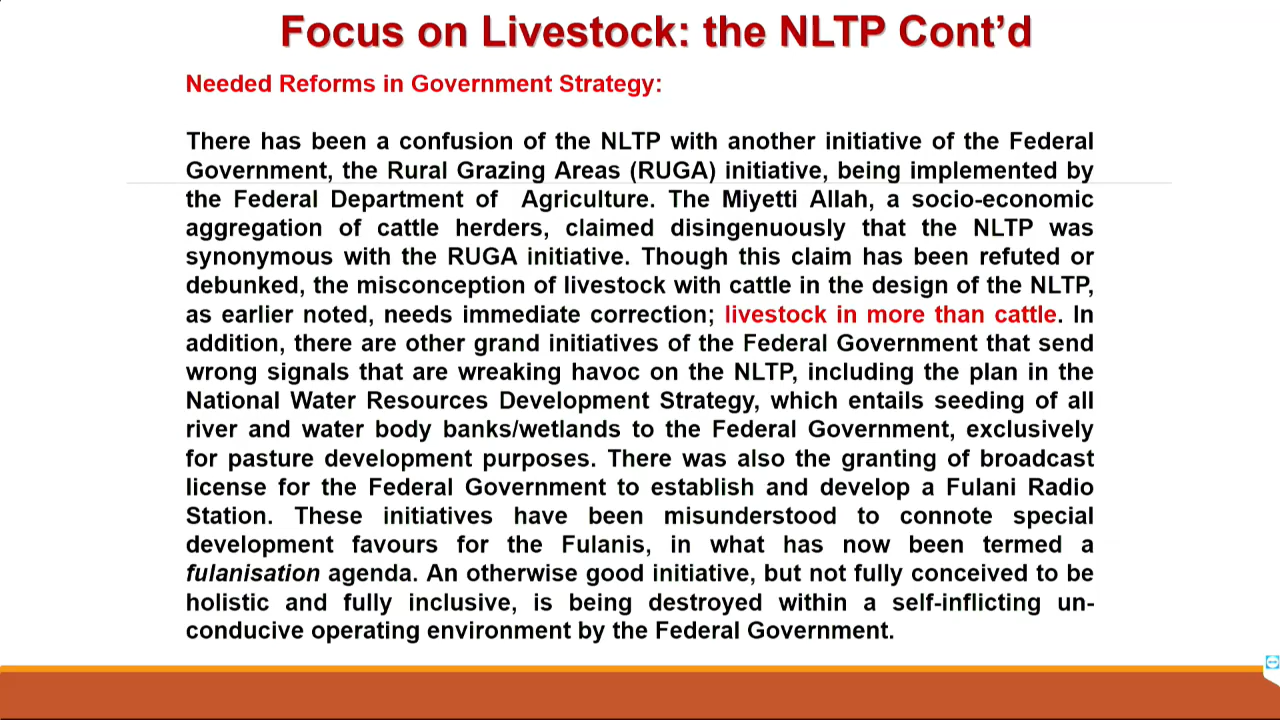 Focus on Livestock: the NLTP Cont’d
Needed Reforms in Government Strategy:
There has been a confusion of the NLTP with another initiative of the Federal
Government, the Rural Grazing Areas (RUGA) initiative, being implemented by
the Federal Department of Agriculture. The Miyetti Allah, a socio-economic
aggregation of cattle herders, claimed disingenuously that the NLTP was
synonymous with the RUGA initiative. Though this claim has been refuted or
debunked, the misconception of livestock with cattle in the design of the NLTP,
as earlier noted, needs immediate correction; livestock in more than cattle. In
addition, there are other grand initiatives of the Federal Government that send
wrong signals that are wreaking havoc on the NLTP, including the plan in the
National Water Resources Development Strategy, which entails seeding of all
river and water body banks/wetlands to the Federal Government, exclusively
for pasture development purposes. There was also the granting of broadcast
license for the Federal Government to establish and develop a Fulani Radio
Station. These initiatives have been misunderstood to connote special
development favours for the Fulanis, in what has now been termed a
fulanisation agenda. An otherwise good initiative, but not fully conceived to be
holistic and fully inclusive, is being destroyed within a self-inflicting un-
conducive operating environment by the Federal Government.